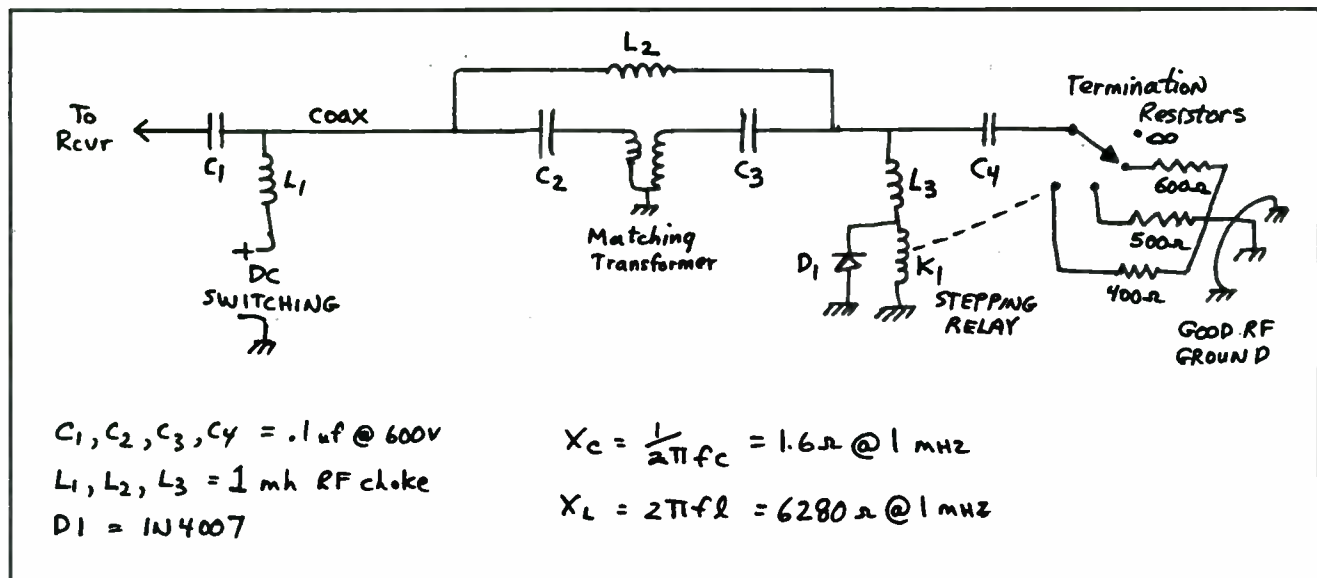 L2
To
Rcvr
coax
C1
L1
C2
C3
C4
Termination
Resistors
∞
600Ω
500Ω
400Ω
L3
Matching
Transformer
D1
K1
STEPPING
RELAY
+
DC
SWITCHING
GOOD RF
GROUND
C1, C2, C3, C4 = .1 uf @ 600V
L1, L2, L3 = 1 mh RF choke
D1 = 1N4007
Xc = 1/2πfc = 1.6Ω @ 1 mHz
XL = 2πfl = 6280Ω @ 1 mHz